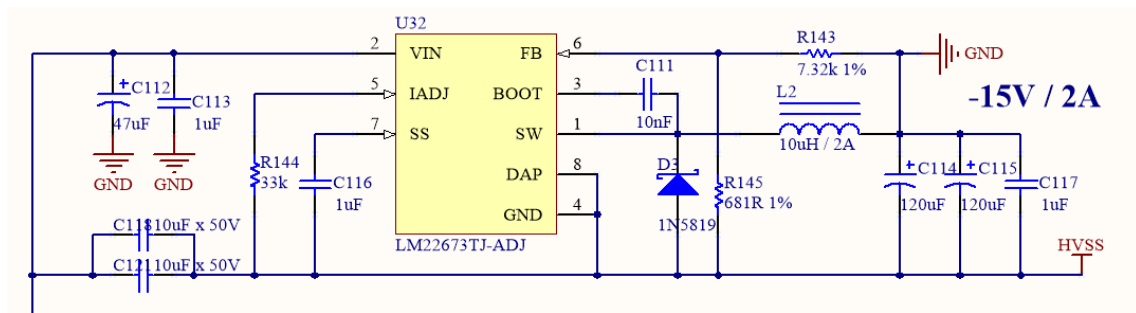 U32
2 VIN FB 6
R143
7.32k 1%
GND
C112
47uF
C113
1uF
GND
GND
5 IADJ BOOT 3
C111
10nF
L2
10uH / 2A
-15V / 2A
7 SS SW 1
R144
33k
C116
1uF
DAP 8
GND 4
LM22673TJ-ADJ
D3
1N5819
R145
681R 1%
C114
120uF
C115
120uF
C117
1uF
C118 10uF x 50V
C121 10uF x 50V
HVSS